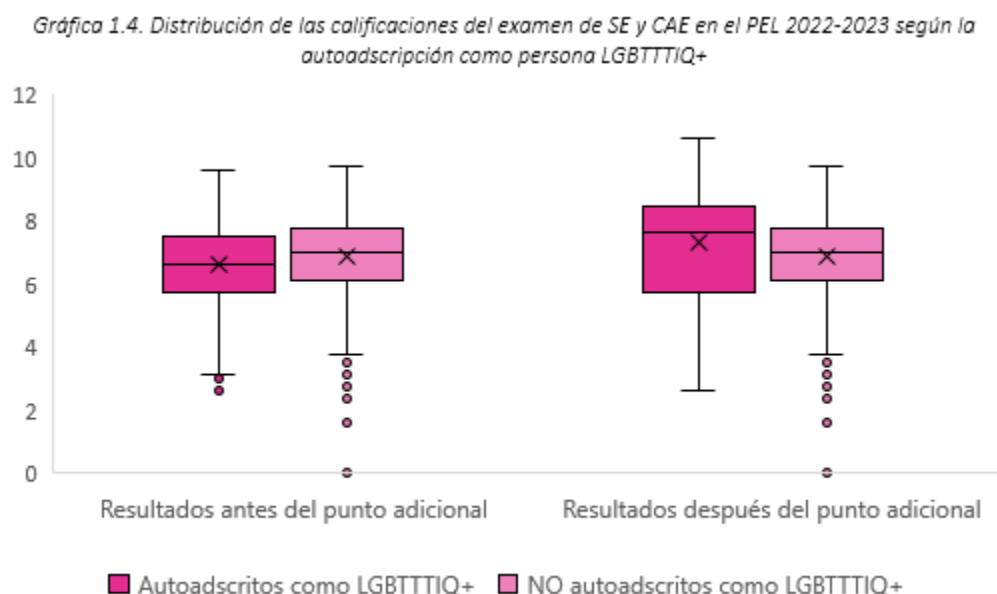 Gráfica 1.4. Distribución de las calificaciones del examen de SE y CAE en el PEL 2022-2023 según la
autoadscripción como persona LGBTTTIQ+
12
10
8
6
4
2
0
Resultados antes del punto adicional
Resultados después del punto adicional
Autoadscritos como LGBTTTIQ+
NO autoadscritos como LGBTTTIQ+